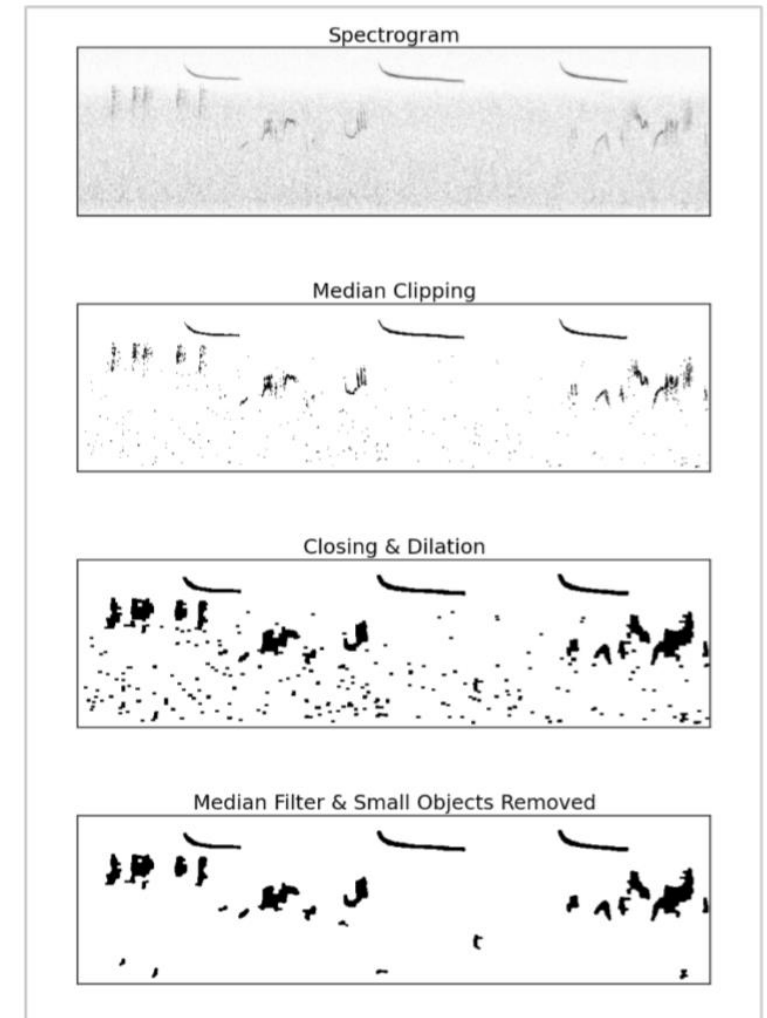 Spectrogram
Median Clipping
Closing & Dilation
Median Filter & Small Objects Removed